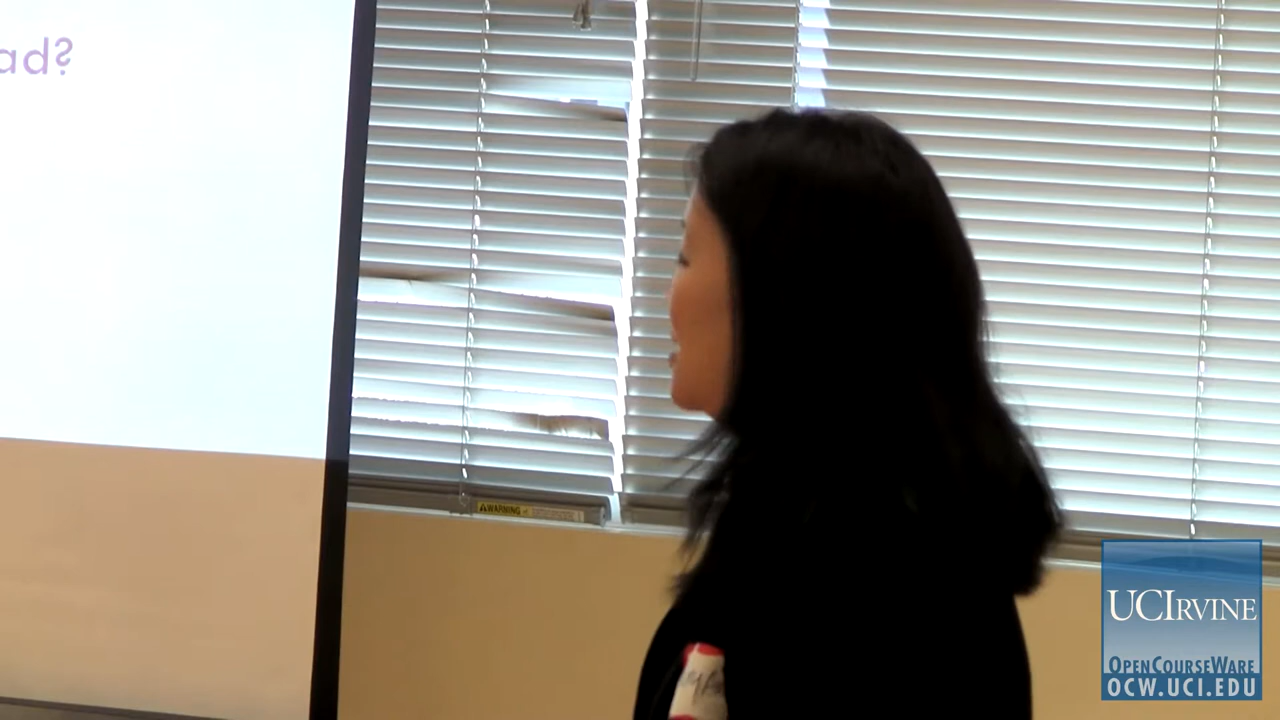 ad?
WARNING
UCIRVINE
OPENCOURSEWARE
OCW.UCI.EDU